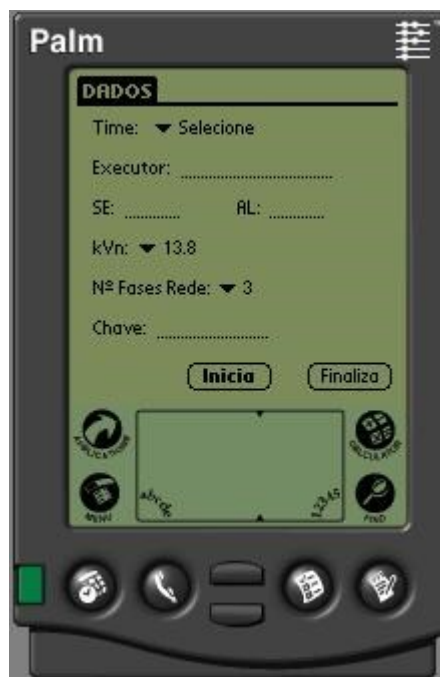 Palm
DADOS
Time: Selecione
Executor:
SE: AL:
kVn: 13.8
Nº Fases Rede: 3
Chave:
Inicia Finaliza
APPLICATIONS CALCULATOR
MENU abcde 12345 FIND